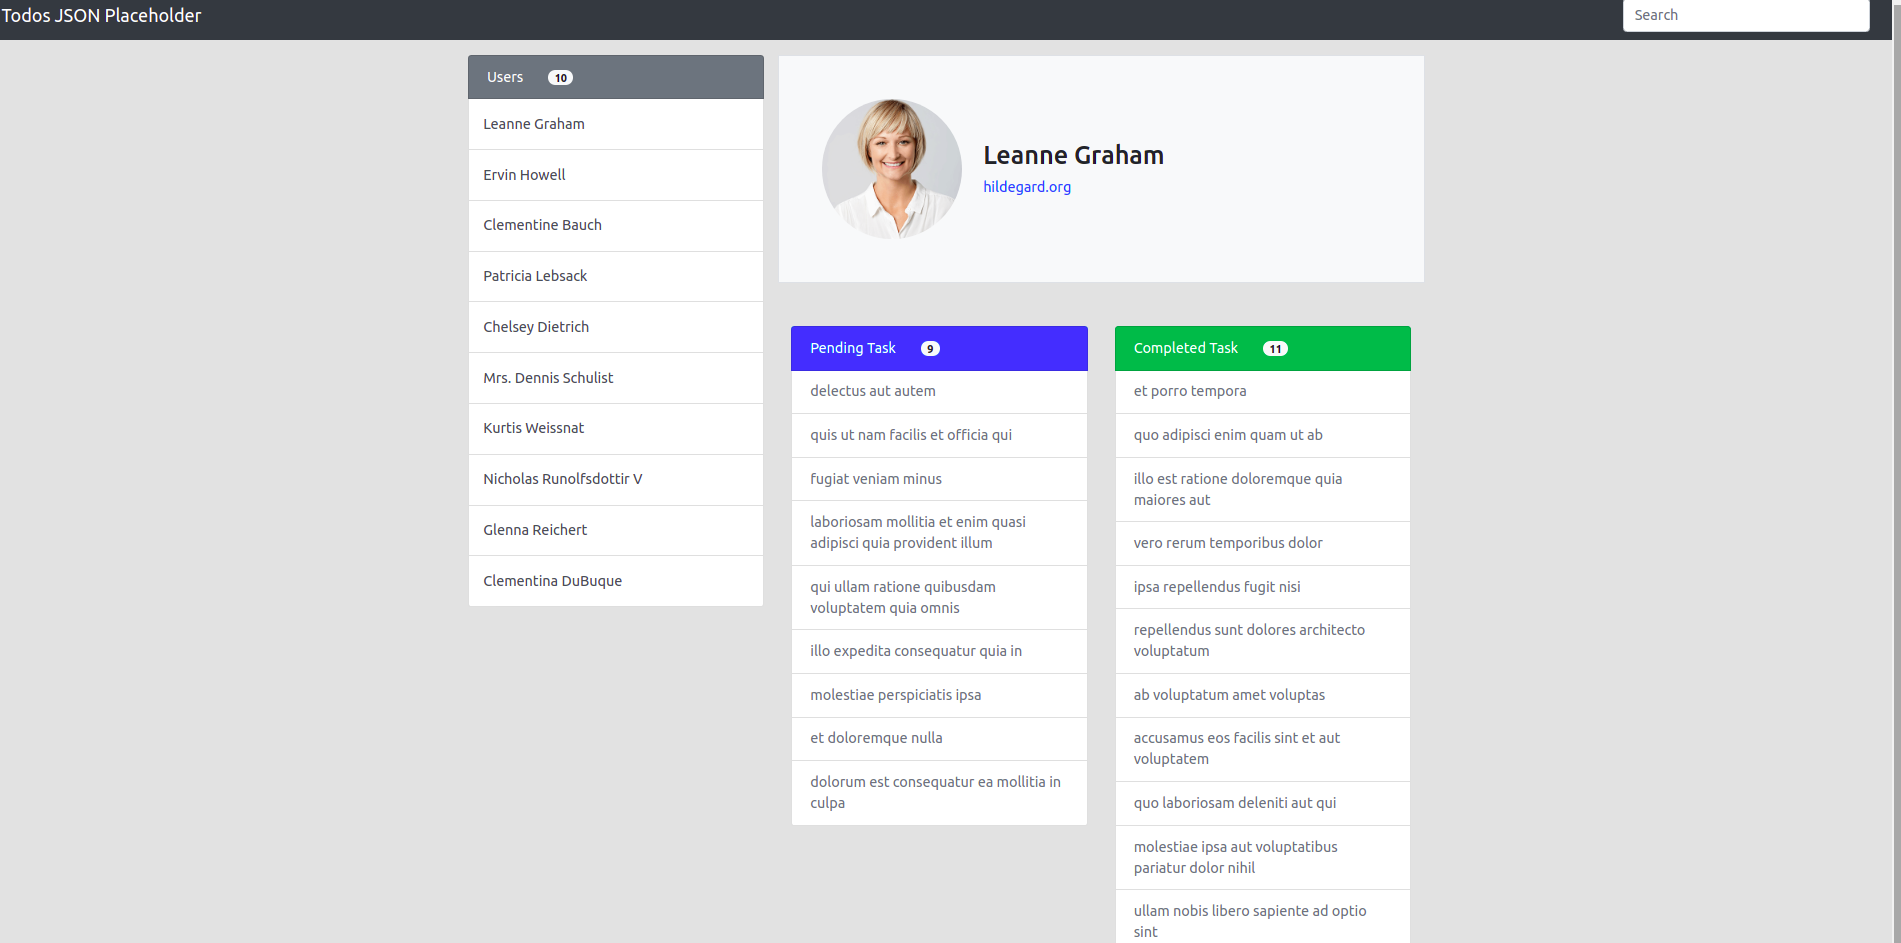 Todos JSON Placeholder
Search
Users 10
Leanne Graham
Ervin Howell
Clementine Bauch
Patricia Lebsack
Chelsey Dietrich
Mrs. Dennis Schulist
Kurtis Weissnat
Nicholas Runolfsdottir V
Glenna Reichert
Clementina DuBuque
Leanne Graham
hildegard.org
Pending Task 9
delectus aut autem
quis ut nam facilis et officia qui
fugiat veniam minus
laboriosam mollitia et enim quasi
adipisci quia provident illum
qui ullam ratione quibusdam
voluptatem quia omnis
illo expedita consequatur quia in
molestiae perspiciatis ipsa
et doloremque nulla
dolorum est consequatur ea mollitia in
culpa
Completed Task 11
et porro tempora
quo adipisci enim quam ut ab
illo est ratione doloremque quia
maiores aut
vero rerum temporibus dolor
ipsa repellendus fugit nisi
repellendus sunt dolores architecto
voluptatum
ab voluptatum amet voluptas
accusamus eos facilis sint et aut
voluptatem
quo laboriosam deleniti aut qui
molestiae ipsa aut voluptatibus
pariatur dolor nihil
ullam nobis libero sapiente ad optio
sint